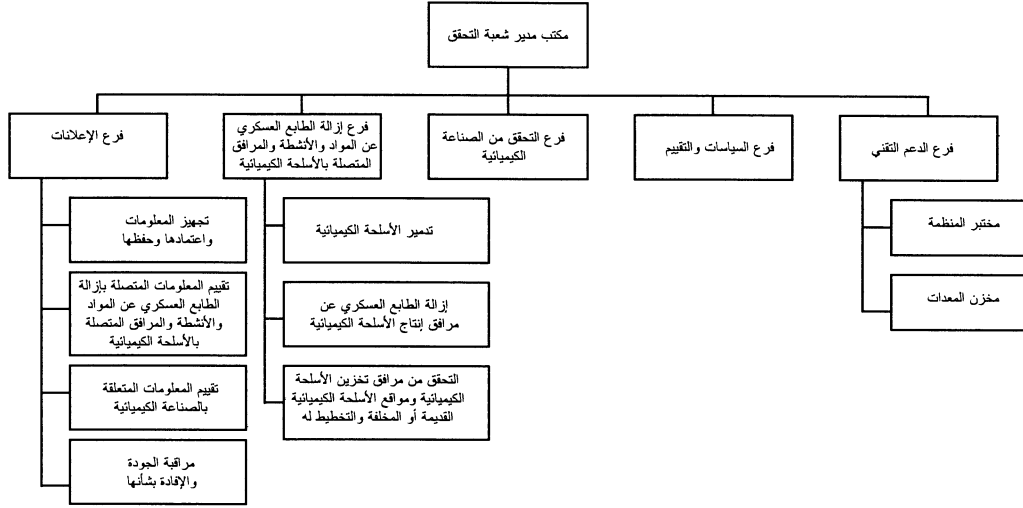 مكتب مدير شعبة التحقق
فرع الدعم التقني
مختبر المنظمة
مخزن المعدات
فرع السياسات والتقييم
فرع التحقق من الصناعة
الكيميائية
فرع إزالة الطابع العسكري
عن المواد والأنشطة والمرافق
المتصلة بالأسلحة الكيميائية
تدمير الأسلحة الكيميائية
إزالة الطابع العسكري عن
مرافق إنتاج الأسلحة الكيميائية
التحقق من مرافق تخزين الأسلحة
الكيميائية ومواقع الأسلحة الكيميائية
القديمة أو المخلفة والتخطيط له
فرع الإعلانات
تجهيز المعلومات
واعتمادها وحفظها
تقييم المعلومات المتصلة بإزالة
الطابع العسكري عن المواد
والأنشطة والمرافق المتصلة
بالأسلحة الكيميائية
تقييم المعلومات المتعلقة
بالصناعة الكيميائية
مراقبة الجودة
والإفادة بشأنها